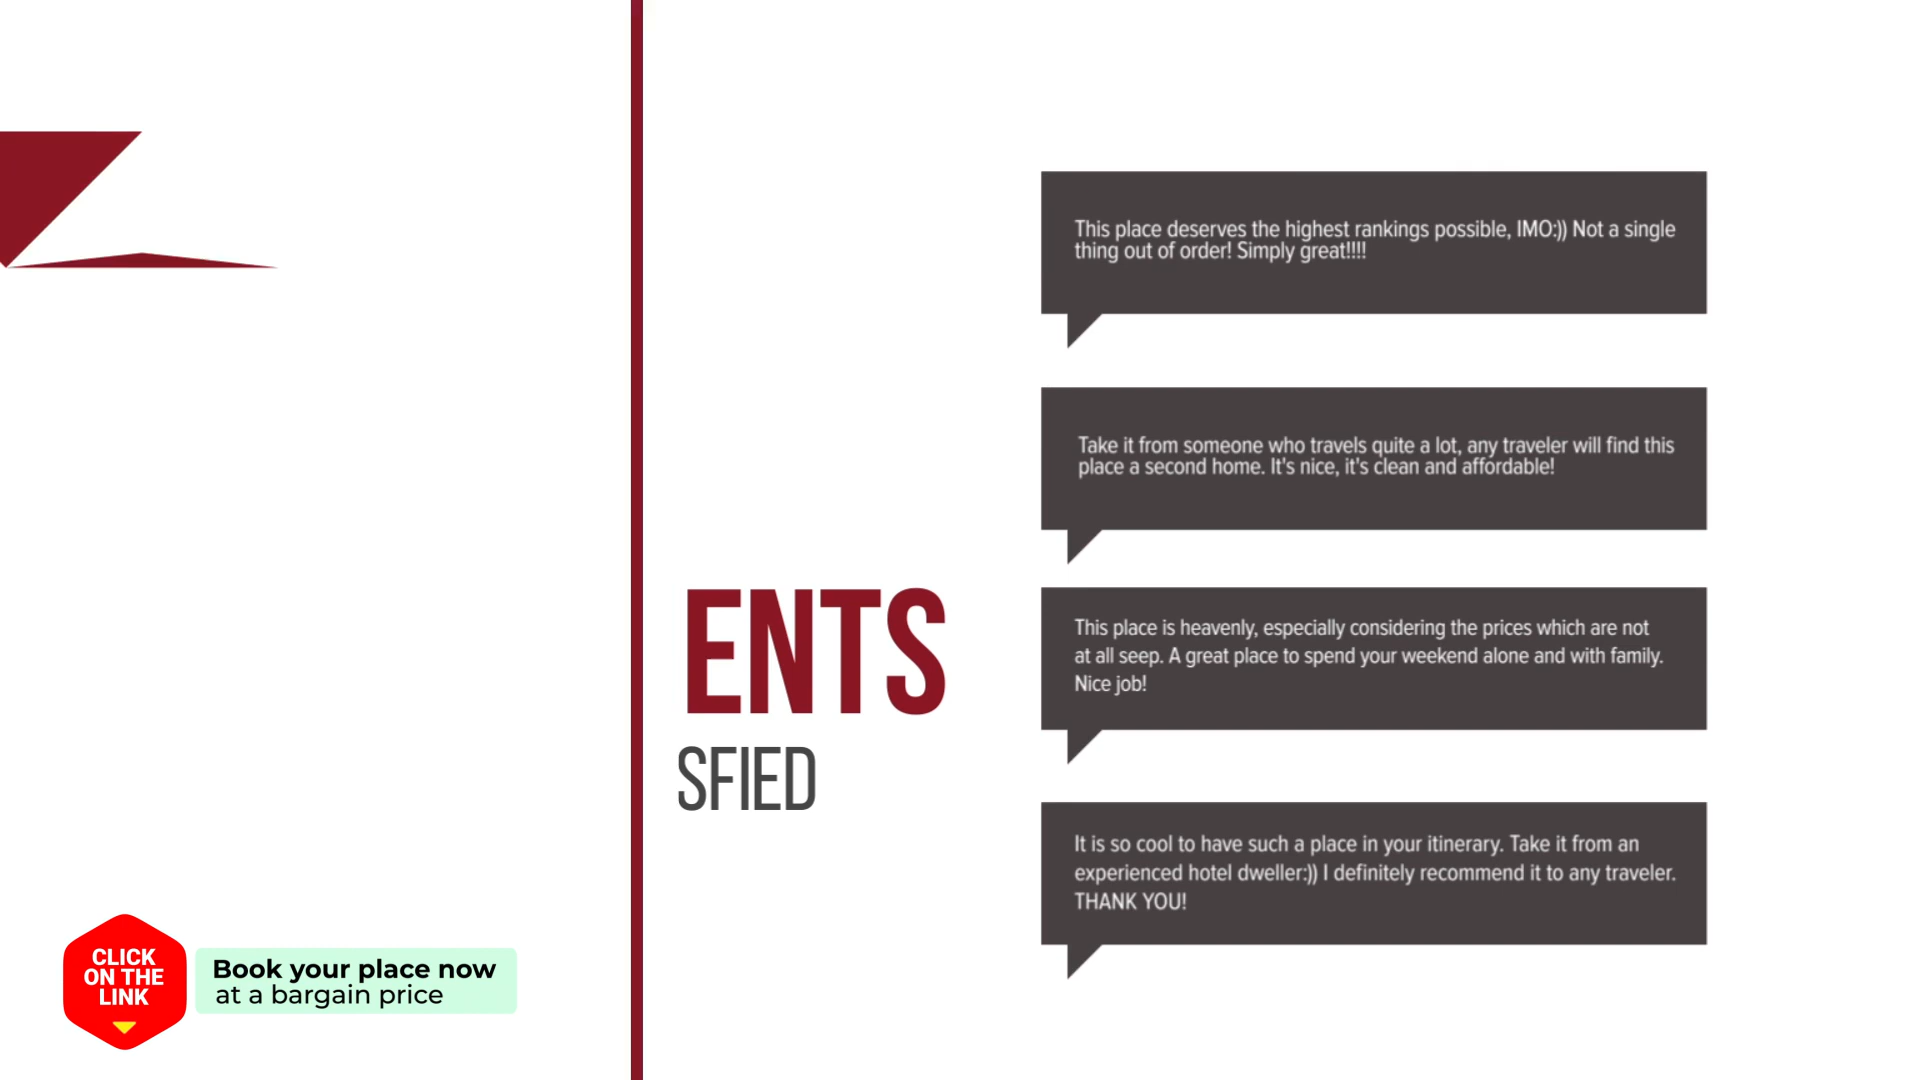 This place deserves the highest rankings possible, IMO:)) Not a single
thing out of order! Simply great!!!!
Take it from someone who travels quite a lot, any traveler will find this
place a second home. It's nice, it's clean and affordable!
ENTS
SFIED
This place is heavenly, especially considering the prices which are not
at all seep. A great place to spend your weekend alone and with family.
Nice job!
It is so cool to have such a place in your itinerary. Take it from an
experienced hotel dweller:)) I definitely recommend it to any traveler.
THANK YOU!
CLICK
ON THE
LINK
Book your place now
at a bargain price